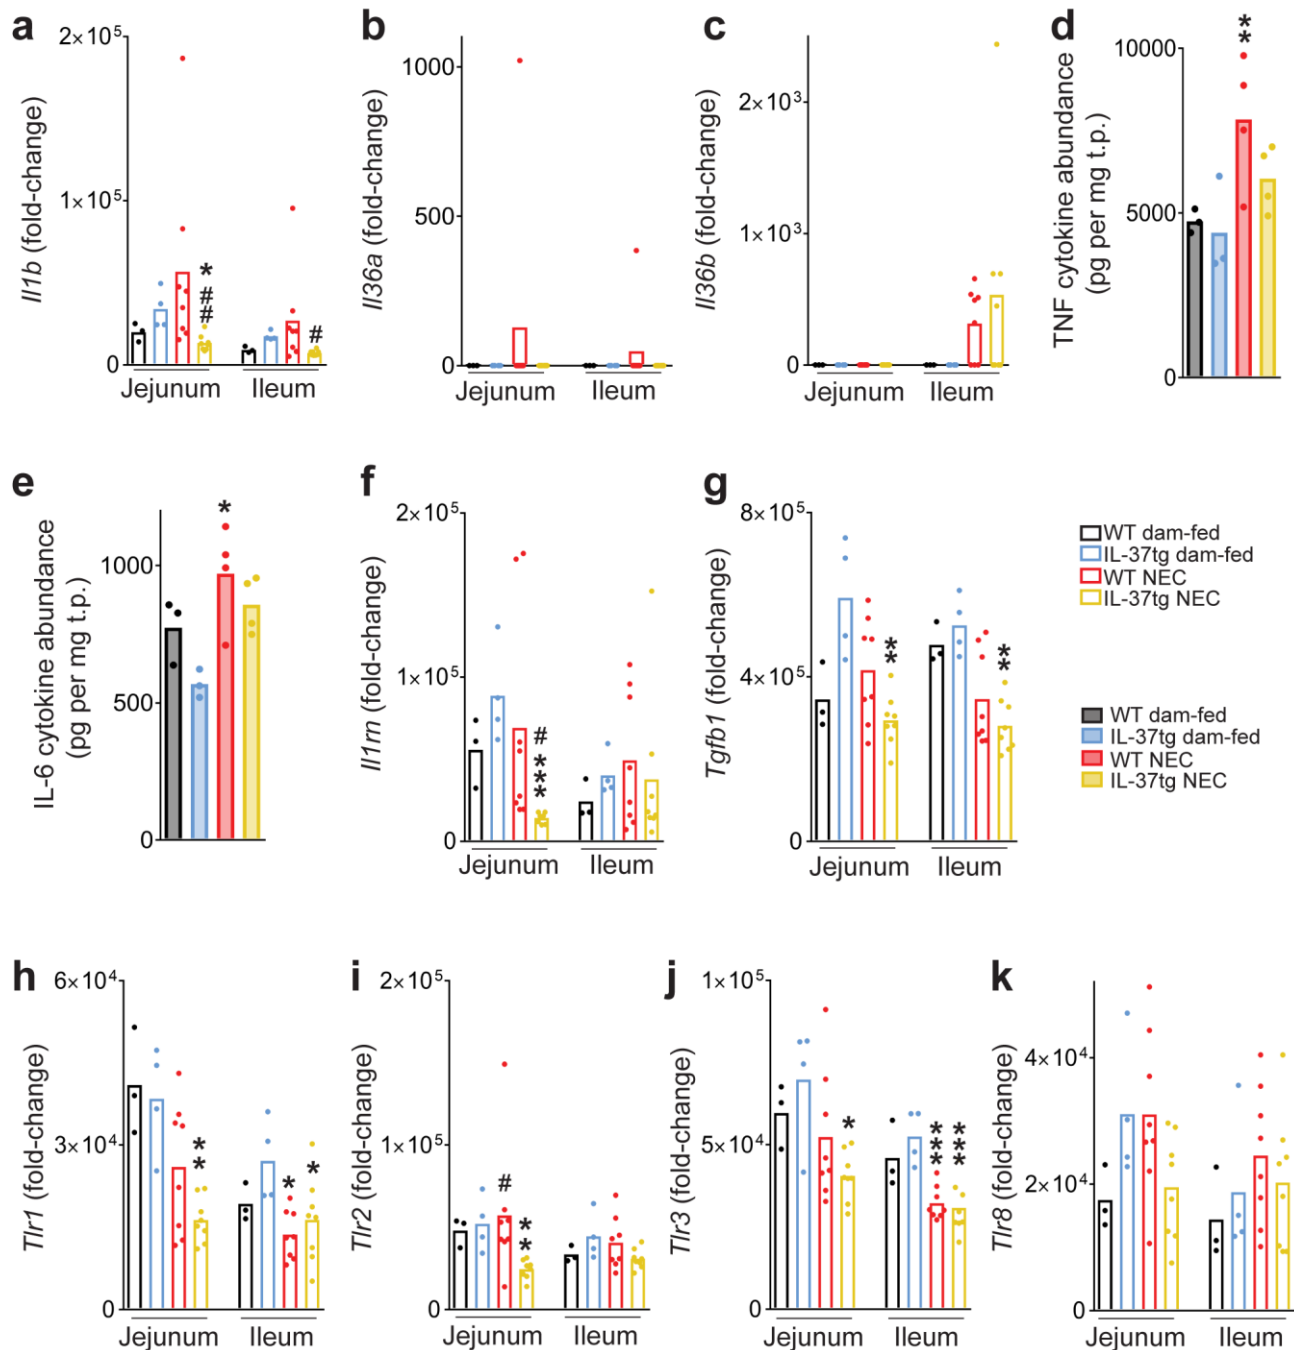 a
2×10⁵
1×10⁵
0
Il1b (fold-change)
*
##
#
Jejunum
Ileum
b
1000
500
0
Il36a (fold-change)
Jejunum
Ileum
c
2×10³
1×10³
0
Il36b (fold-change)
Jejunum
Ileum
d
10000
5000
0
TNF cytokine abundance
(pg per mg t.p.)
**
e
1000
500
0
IL-6 cytokine abundance
(pg per mg t.p.)
*
f
2×10⁵
1×10⁵
0
Il1rn (fold-change)
#
***
Jejunum
Ileum
g
8×10⁵
4×10⁵
0
Tgfb1 (fold-change)
**
**
Jejunum
Ileum
WT dam-fed
IL-37tg dam-fed
WT NEC
IL-37tg NEC
WT dam-fed
IL-37tg dam-fed
WT NEC
IL-37tg NEC
h
6×10⁴
3×10⁴
0
Tlr1 (fold-change)
**
*
*
Jejunum
Ileum
i
2×10⁵
1×10⁵
0
Tlr2 (fold-change)
#
**
Jejunum
Ileum
j
1×10⁵
5×10⁴
0
Tlr3 (fold-change)
*
***
***
Jejunum
Ileum
k
4×10⁴
2×10⁴
0
Tlr8 (fold-change)
Jejunum
Ileum